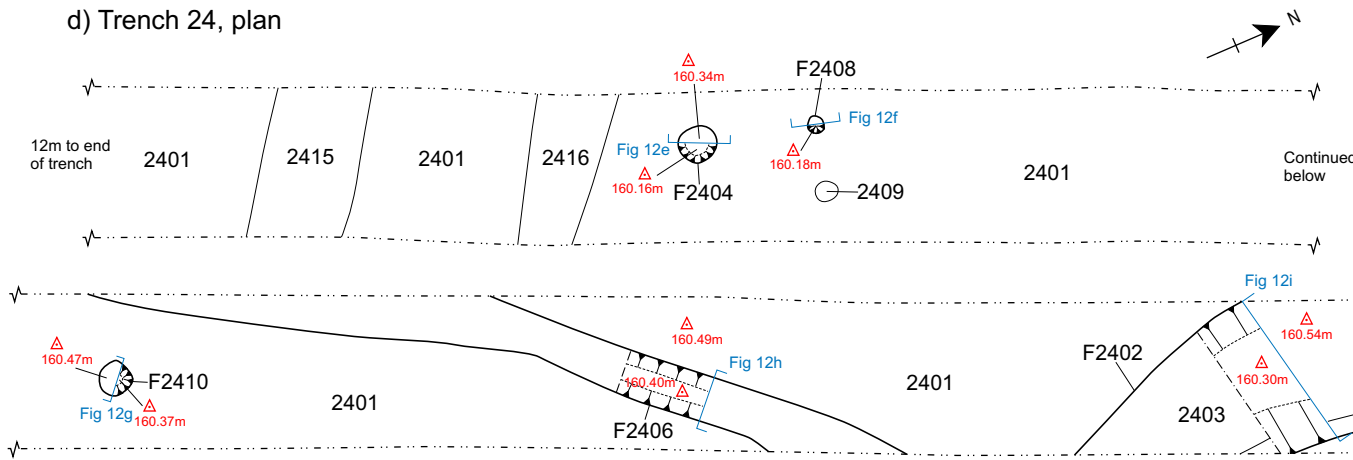 d) Trench 24, plan
N
160.34m
F2408
Fig 12f
12m to end
of trench
2401
2415
2401
2416
Fig 12e
160.16m
F2404
160.18m
2409
2401
Continued
below
Fig 12i
160.47m
160.49m
160.54m
Fig 12h
F2402
F2410
160.40m
2401
160.30m
Fig 12g
160.37m
2401
2403
F2406